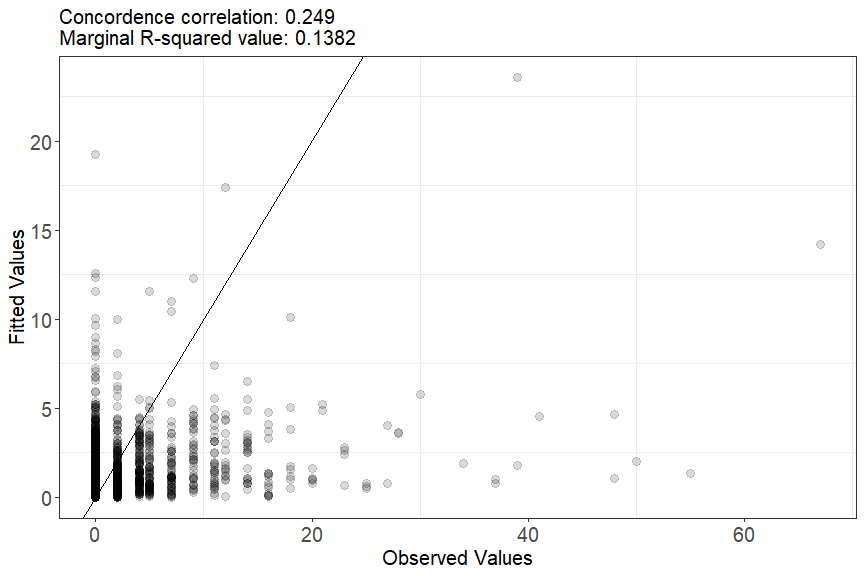 Concordence correlation: 0.249
Marginal R-squared value: 0.1382
20
15
10
5
0
Fitted Values
0
20
40
60
Observed Values